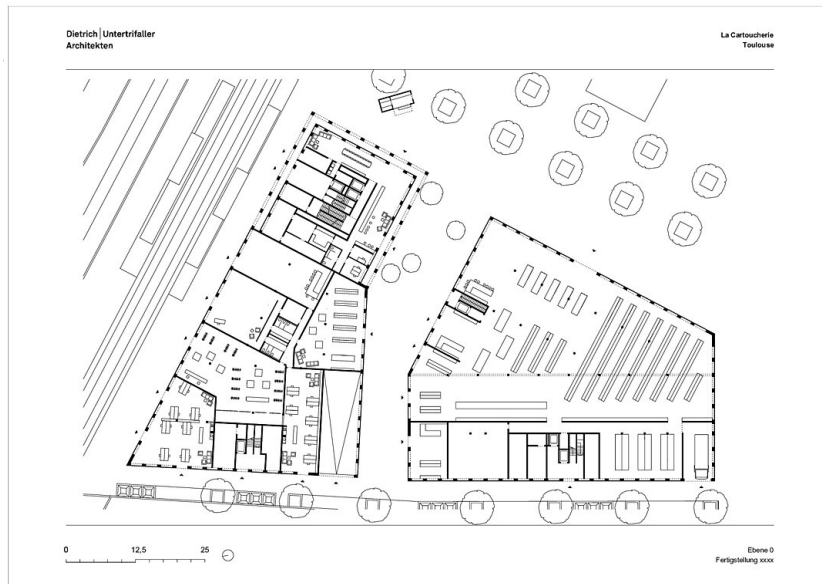 Dietrich | Untertrifaller
Architekten
La Cartoucherie
Toulouse
0 12,5 25
Ebene 0
Fertigstellung xxxx